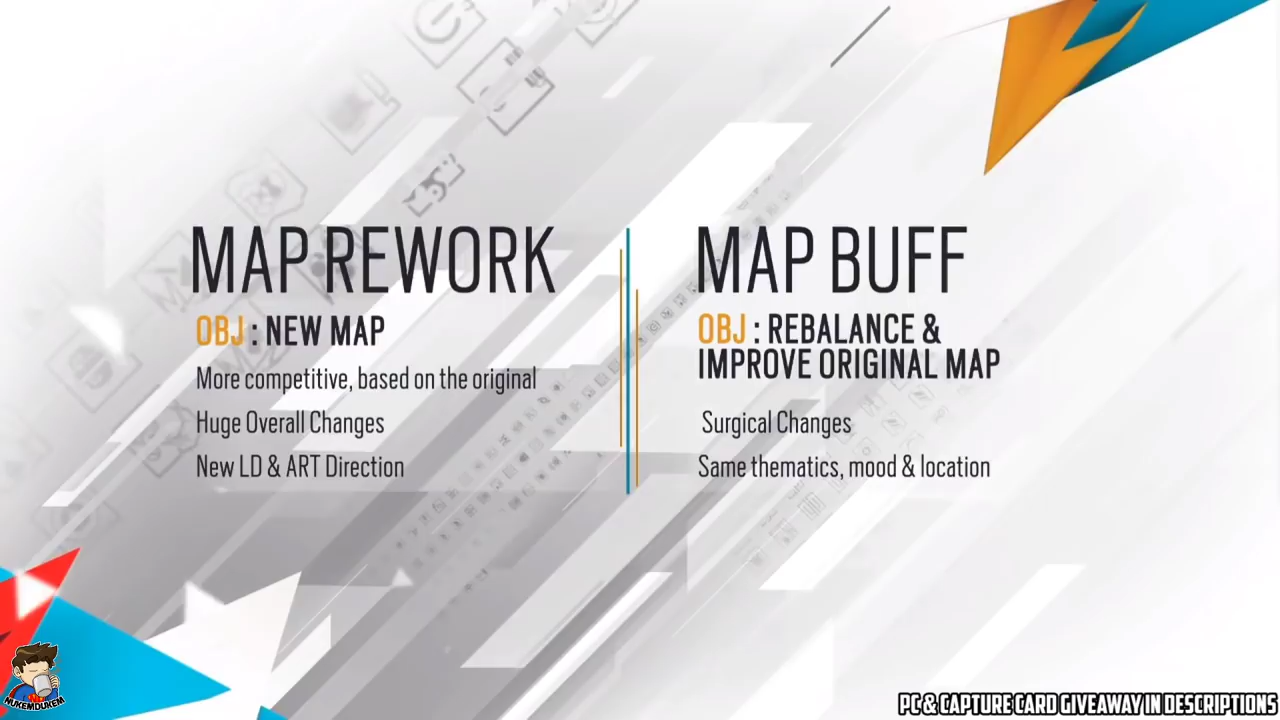 MAP REWORK
OBJ : NEW MAP
More competitive, based on the original
Huge Overall Changes
New LD & ART Direction
MAP BUFF
OBJ : REBALANCE &
IMPROVE ORIGINAL MAP
Surgical Changes
Same thematics, mood & location
NUKEMDUKEM
PC & CAPTURE CARD GIVEAWAY IN DESCRIPTIONS